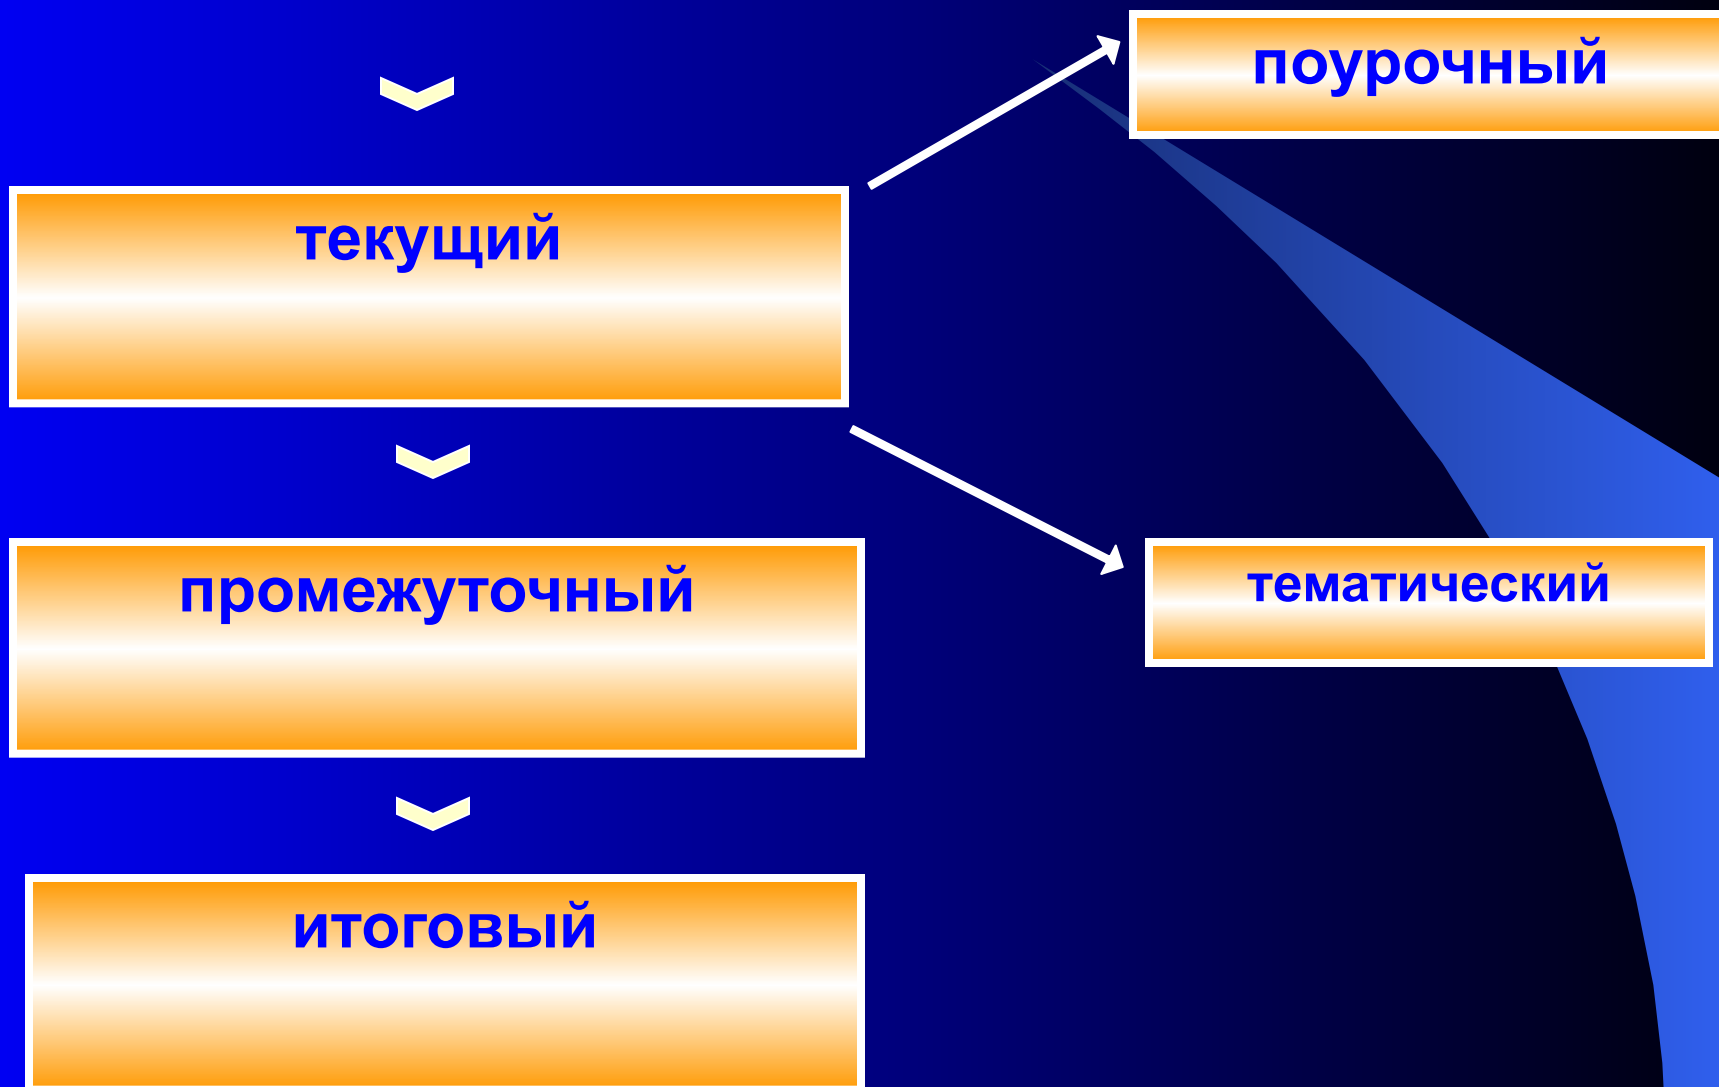 поурочный
текущий
промежуточный
тематический
итоговый